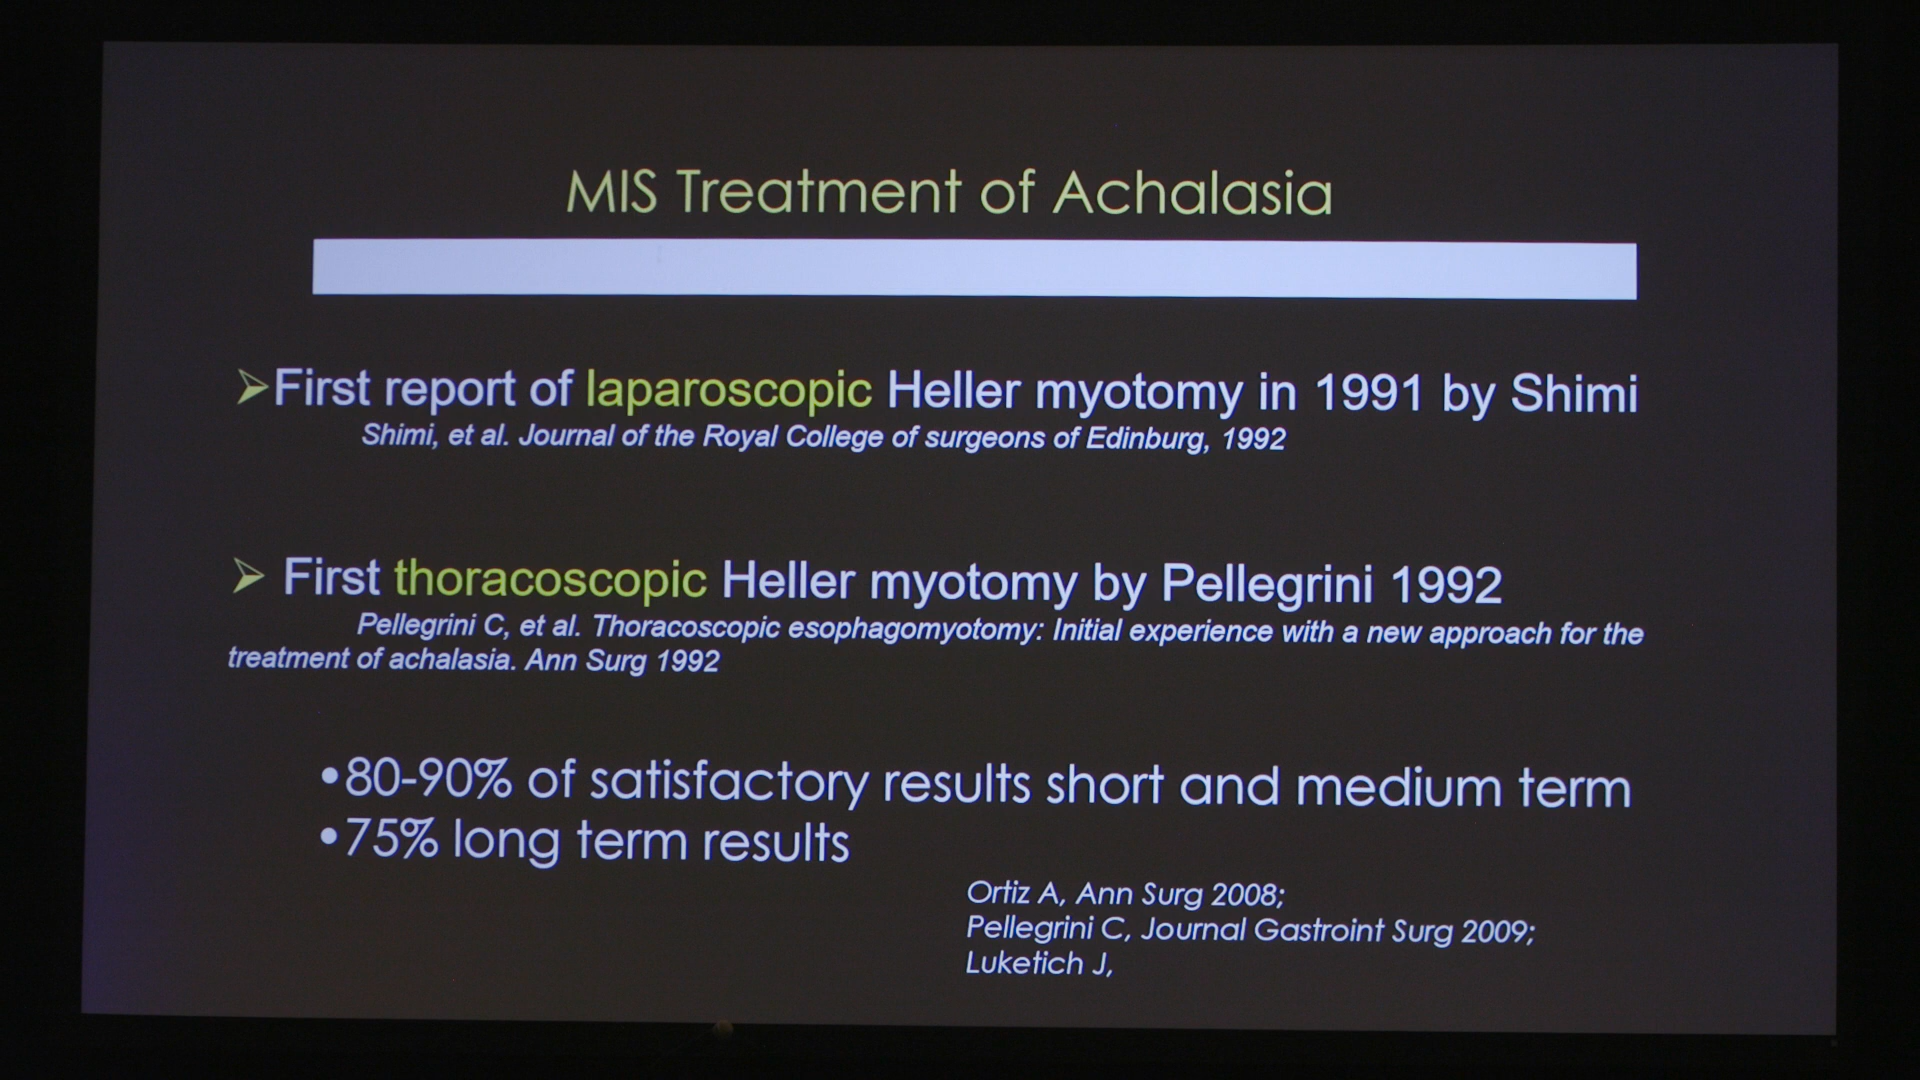 MIS Treatment of Achalasia
➢First report of laparoscopic Heller myotomy in 1991 by Shimi
Shimi, et al. Journal of the Royal College of surgeons of Edinburg, 1992
➢ First thoracoscopic Heller myotomy by Pellegrini 1992
Pellegrini C, et al. Thoracoscopic esophagomyotomy: Initial experience with a new approach for the
treatment of achalasia. Ann Surg 1992
•80-90% of satisfactory results short and medium term
•75% long term results
Ortiz A, Ann Surg 2008;
Pellegrini C, Journal Gastroint Surg 2009;
Luketich J,